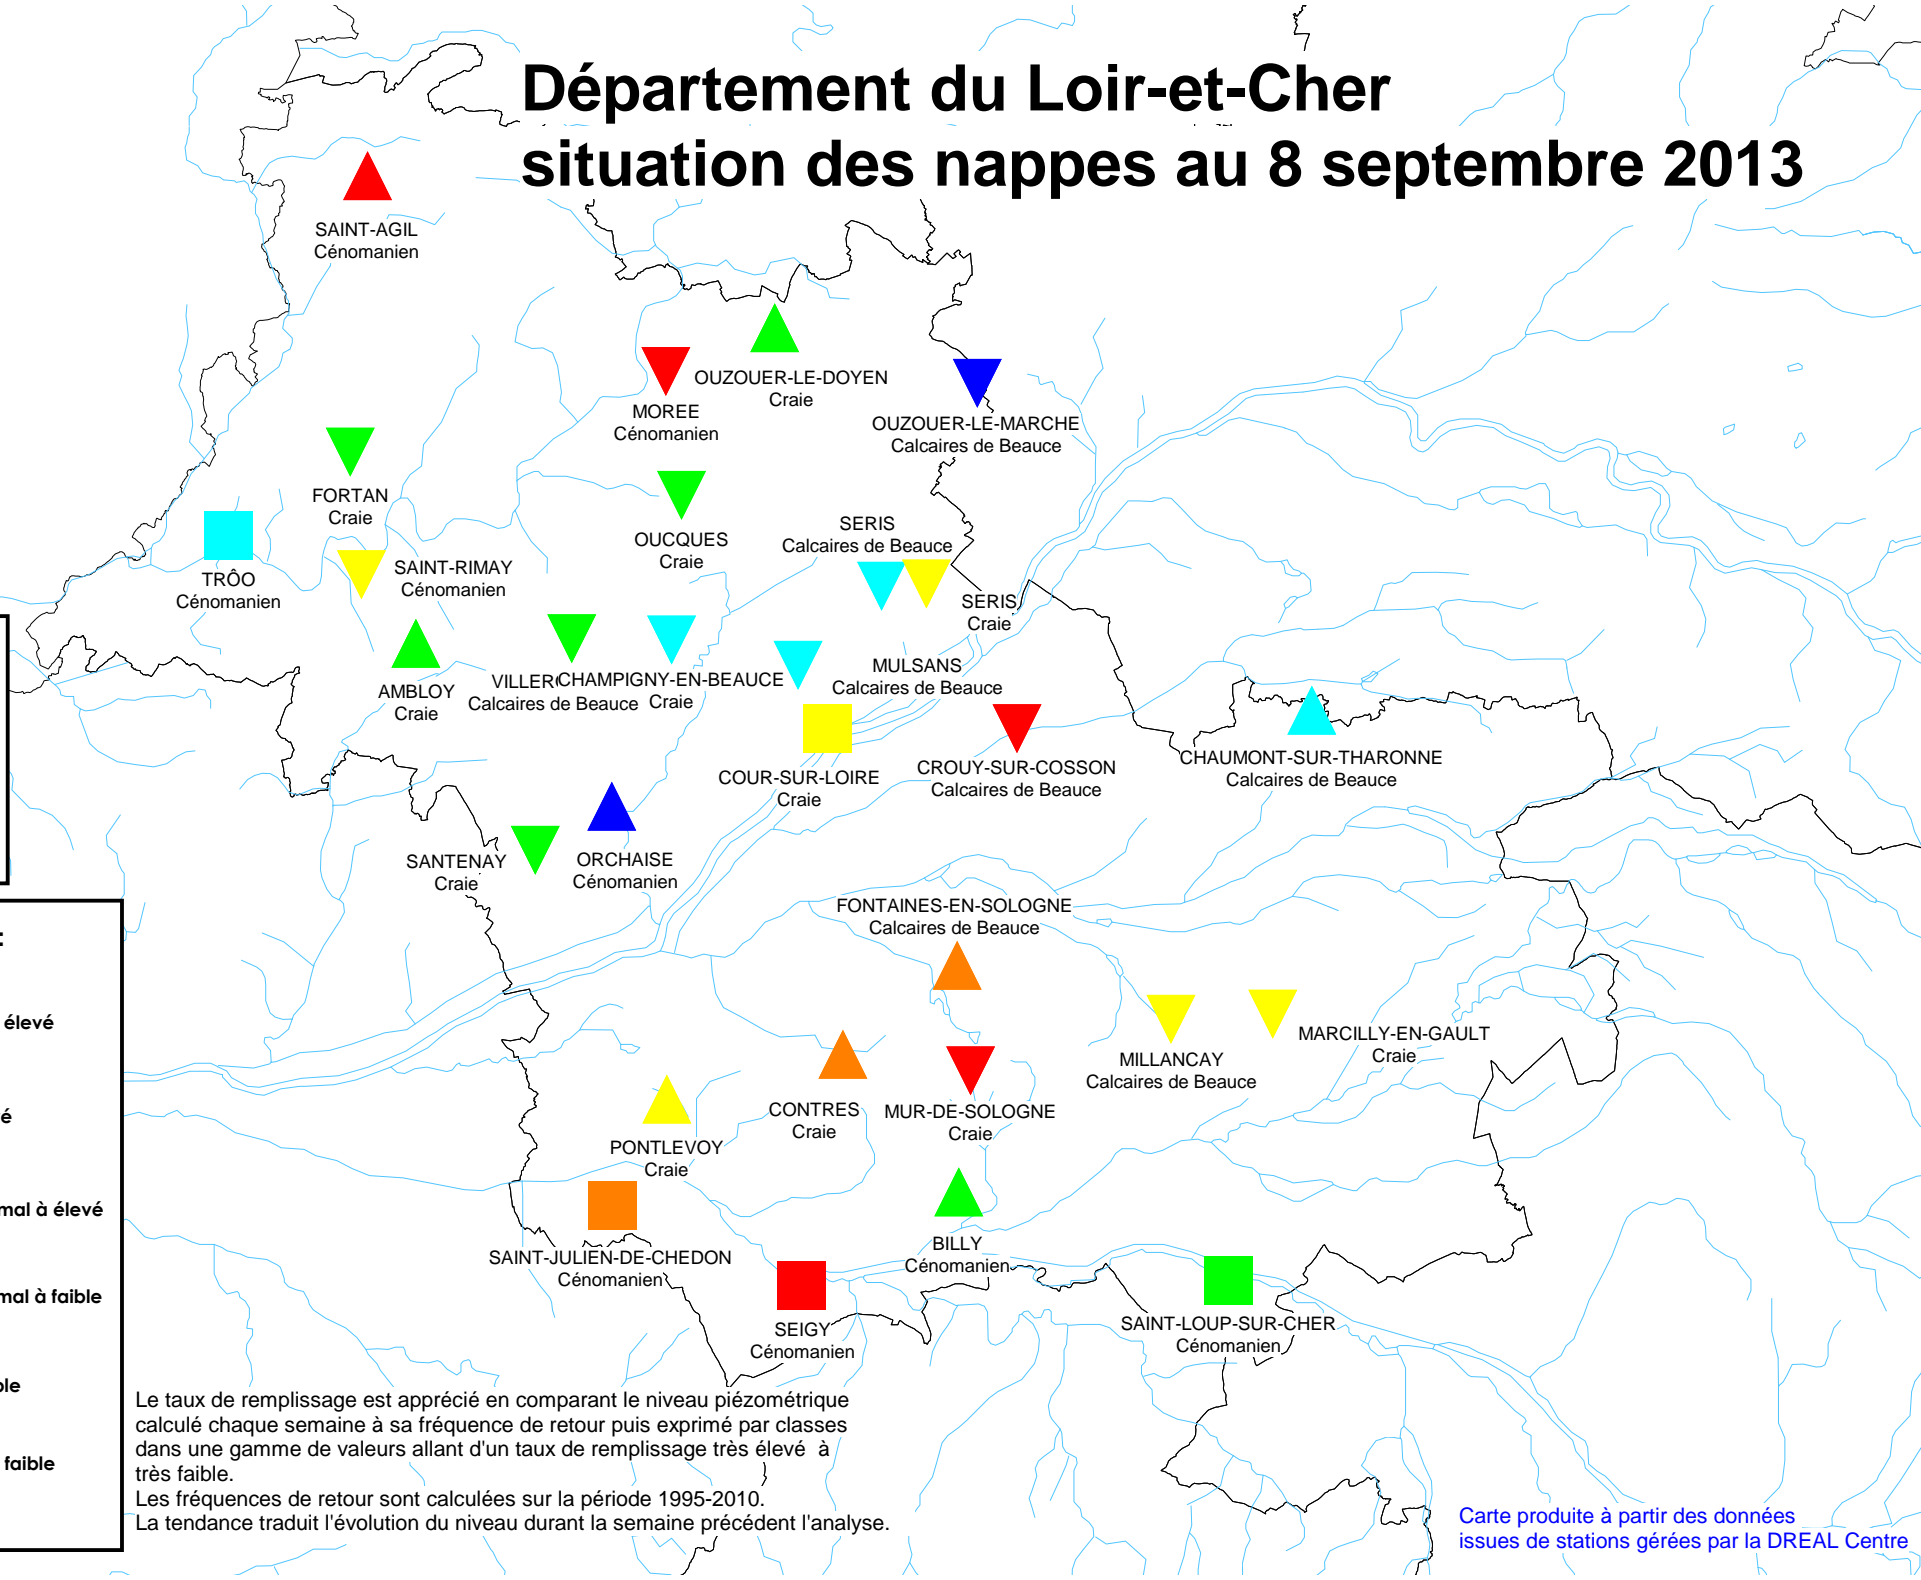 Département du Loir-et-Cher
situation des nappes au 8 septembre 2013
SAINT-AGIL
Cénomanien
OUZOUER-LE-DOYEN
Craie
MOREE
Cénomanien
OUZOUER-LE-MARCHE
Calcaires de Beauce
FORTAN
Craie
OUCQUES
Craie
SERIS
Calcaires de Beauce
TRÔO
Cénomanien
SAINT-RIMAY
Cénomanien
SERIS
Craie
AMBLOY
Craie
Calcaires de Beauce
CHAMPIGNY-EN-BEAUCE
Craie
MULSANS
Calcaires de Beauce
COUR-SUR-LOIRE
Craie
CROUY-SUR-COSSON
Calcaires de Beauce
CHAUMONT-SUR-THARONNE
Calcaires de Beauce
SANTENAY
Craie
ORCHAISE
Cénomanien
FONTAINES-EN-SOLOGNE
Calcaires de Beauce
MILLANCAY
Calcaires de Beauce
MARCILLY-EN-GAULT
Craie
CONTRES
Craie
MUR-DE-SOLOGNE
Craie
PONTLEVOY
Craie
SAINT-JULIEN-DE-CHEDON
Cénomanien
BILLY
Cénomanien
SEIGY
Cénomanien
SAINT-LOUP-SUR-CHER
Cénomanien
:
élevé
à élevé
à faible
faible
Le taux de remplissage est apprécié en comparant le niveau piézométrique
calculé chaque semaine à sa fréquence de retour puis exprimé par classes
dans une gamme de valeurs allant d'un taux de remplissage très élevé à
très faible.
Les fréquences de retour sont calculées sur la période 1995-2010.
La tendance traduit l'évolution du niveau durant la semaine précédent l'analyse.
Carte produite à partir des données
issues de stations gérées par la DREAL Centre